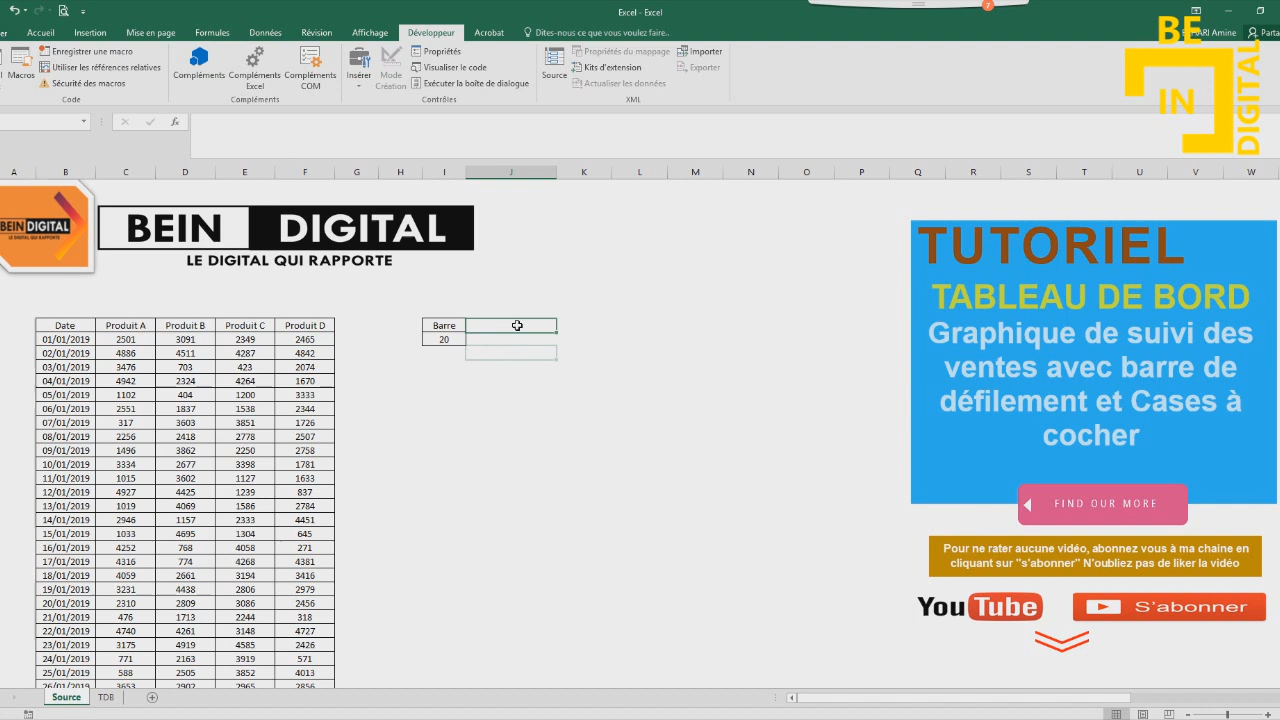 Excel - Excel
7
Accueil Insertion Mise en page Formules Données Révision Affichage Développeur Acrobat Dites-nous ce que vous voulez faire.. ARI Amine Parta
Macros
Enregistrer une macro
Utiliser les références relatives
Sécurité des macros
Code
Compléments
Compléments Excel
Compléments COM
Compléments
Insérer
Mode Création
Propriétés
Visualiser le code
Exécuter la boîte de dialogue
Contrôles
Source
Propriétés du mappage
Kits d'extension
Actualiser les données
Importer
Exporter
XML
BE
IN
DIGITAL
fx
A B C D E F G H I J K L M N O P Q R S T U V W
BEIN DIGITAL
LE DIGITAL QUI RAPPORTE
BEIN DIGITAL
LE DIGITAL QUI RAPPORTE
TUTORIEL
TABLEAU DE BORD
Graphique de suivi des
ventes avec barre de
défilement et Cases à
cocher
FIND OUR MORE
Pour ne rater aucune vidéo, abonnez vous à ma chaine en
cliquant sur "s'abonner" N'oubliez pas de liker la vidéo
YouTube
S'abonner
Date Produit A Produit B Produit C Produit D
01/01/2019 2501 3091 2349 2465
02/01/2019 4886 4511 4287 4842
03/01/2019 3476 703 423 2074
04/01/2019 4942 2324 4264 1670
05/01/2019 1102 404 1200 3333
06/01/2019 2551 1837 1538 2344
07/01/2019 317 3603 3851 1726
08/01/2019 2256 2418 2778 2507
09/01/2019 1496 3862 2250 2758
10/01/2019 3334 2677 3398 1781
11/01/2019 1015 3602 1127 1633
12/01/2019 4927 4425 1239 837
13/01/2019 1019 4069 1586 2784
14/01/2019 2946 1157 2333 4451
15/01/2019 1033 4695 1304 645
16/01/2019 4252 768 4058 271
17/01/2019 4316 774 4268 4381
18/01/2019 4059 2661 3194 3416
19/01/2019 3231 4438 2806 2979
20/01/2019 2310 2809 3086 2456
21/01/2019 476 1713 2244 318
22/01/2019 4740 4261 3148 4727
23/01/2019 3175 4919 4585 2426
24/01/2019 771 2163 3919 571
25/01/2019 588 2505 3852 4013
26/01/2019 3653 2902 2965 2856
Barre
20
Source TDB